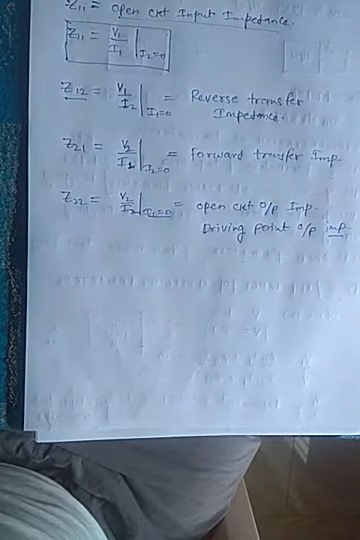 Z11 = open ckt Input Impedance.
Z11 = V1/I1 | I2=0
Z12 = V1/I2 | I1=0 = Reverse transfer
Impedance.
Z21 = V2/I1 | I2=0 = Forward transfer Imp.
Z22 = V2/I2 | I1=0 = open ckt o/p Imp.
Driving point o/p imp